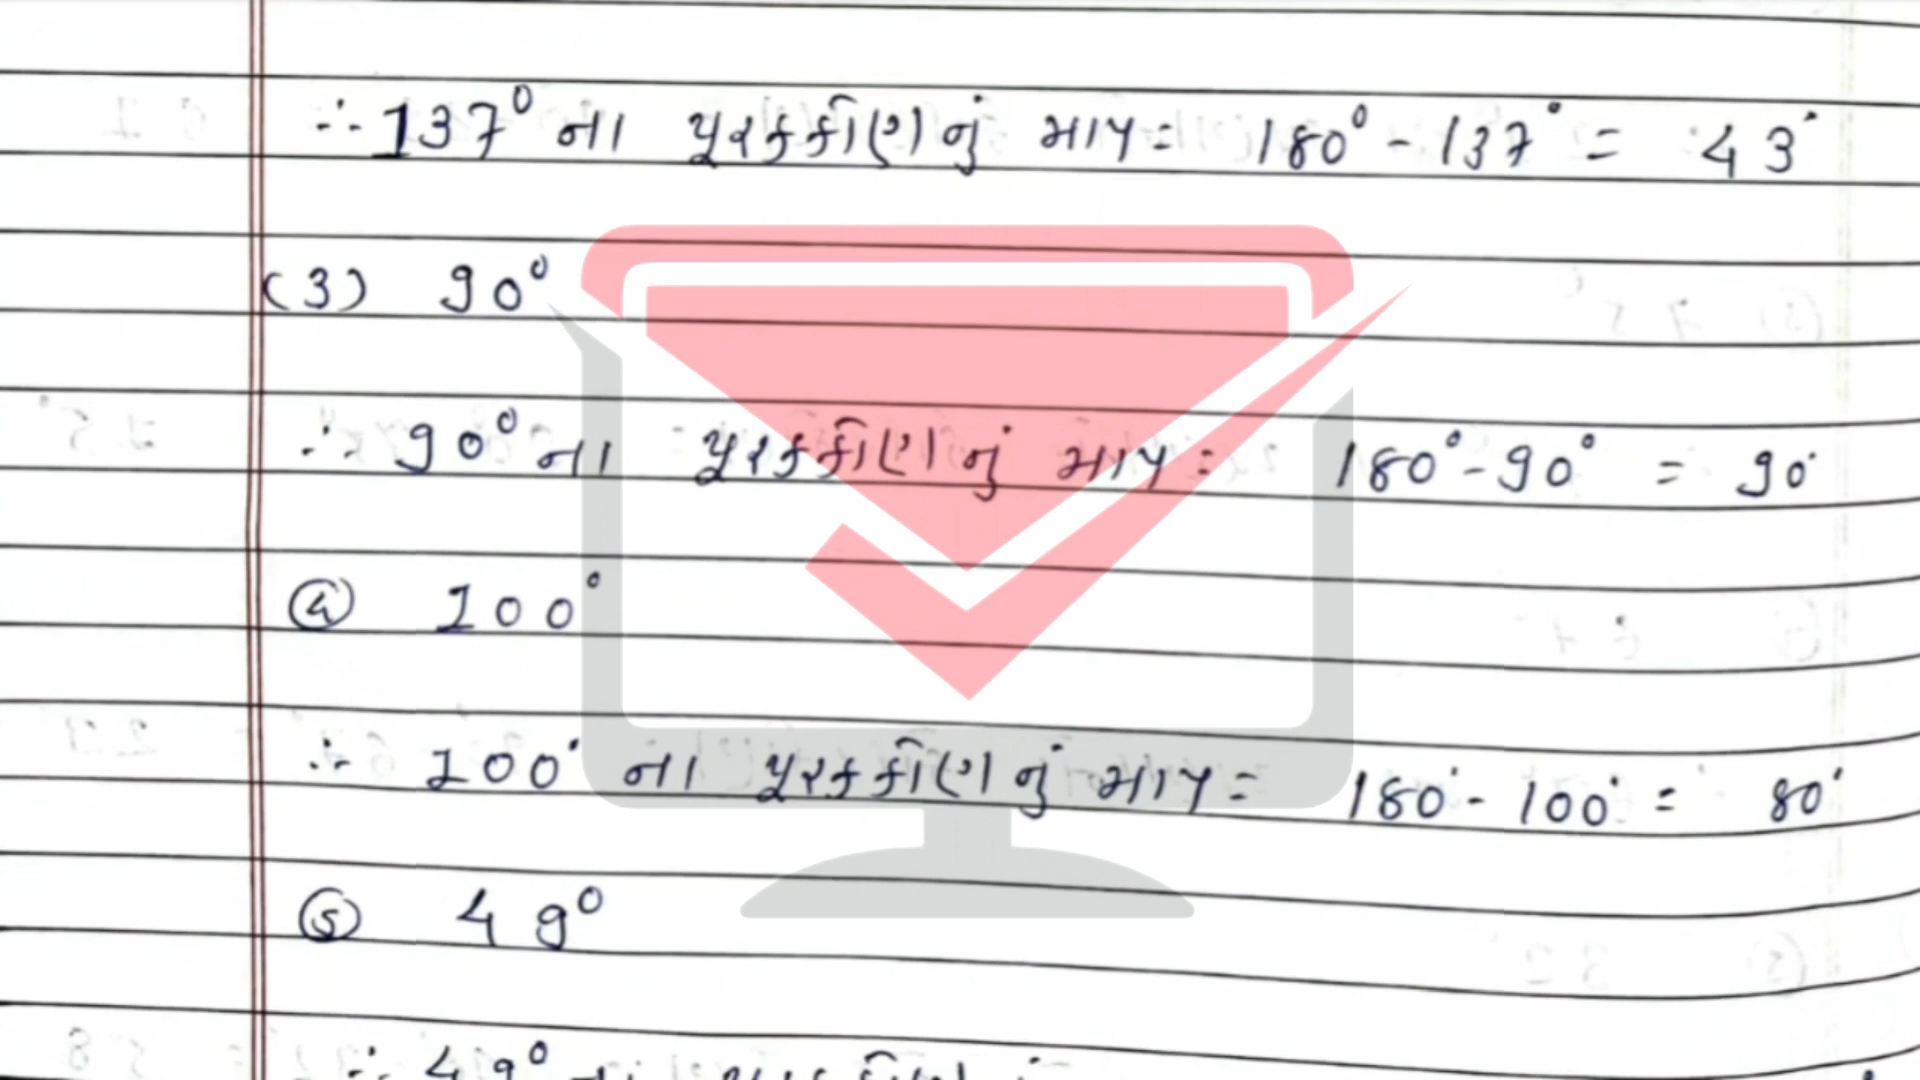 ∴ 137° ના પુરકકોણનું માપ = 180° - 137° = 43°
(3) 90°
∴ 90° ના પુરકકોણનું માપ = 180° - 90° = 90°
④ 100°
∴ 100° ના પુરકકોણનું માપ = 180° - 100° = 80°
⑤ 49°
∴ 49° ના